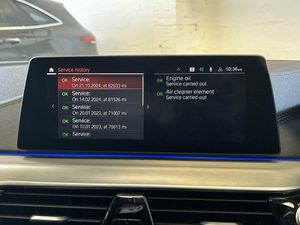 Service history
10:36
OK Service:
On 21.10.2024, at 82933 mi
OK Service:
On 14.02.2024, at 81526 mi
OK Service:
On 20.01.2023, at 71007 mi
OK Service:
On 12.01.2023, at 70613 mi
OK Engine oil
Service carried out
OK Air cleaner element
Service carried out